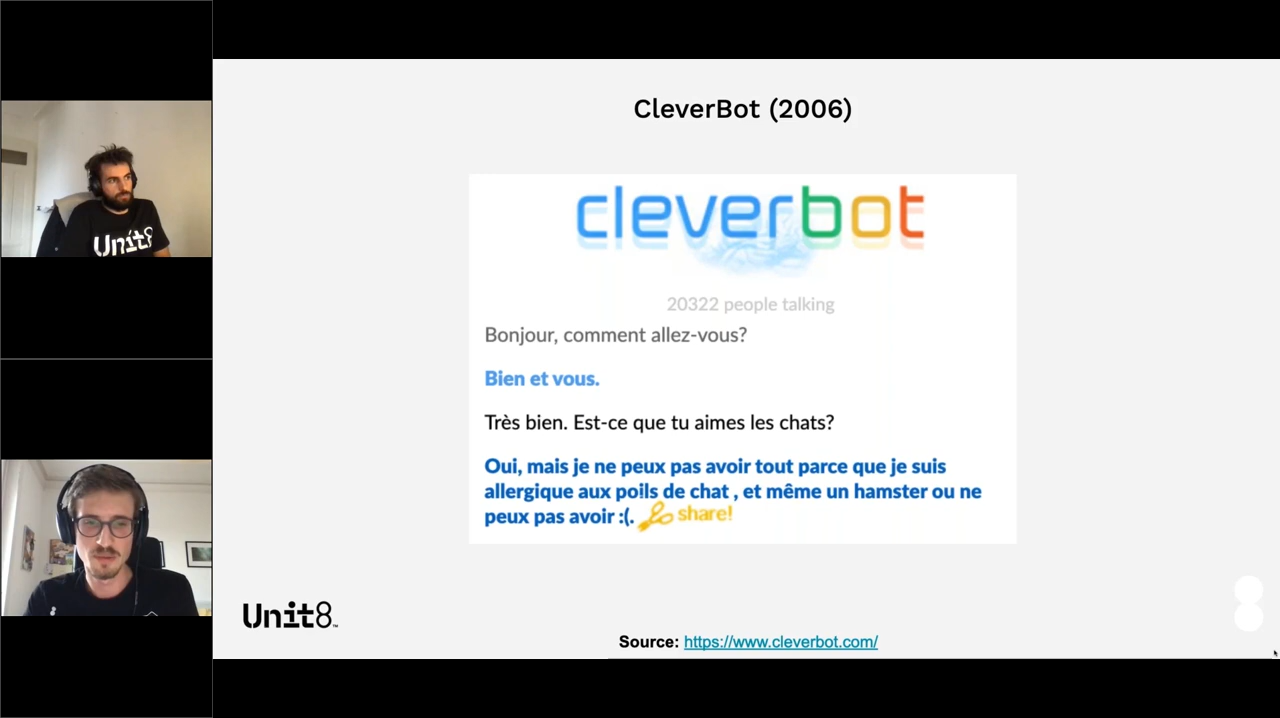 CleverBot (2006)
cleverbot
20322 people talking
Bonjour, comment allez-vous?
Bien et vous.
Très bien. Est-ce que tu aimes les chats?
Oui, mais je ne peux pas avoir tout parce que je suis
allergique aux poils de chat , et même un hamster ou ne
peux pas avoir :(. share!
Unit8
Unit8™
Source: https://www.cleverbot.com/